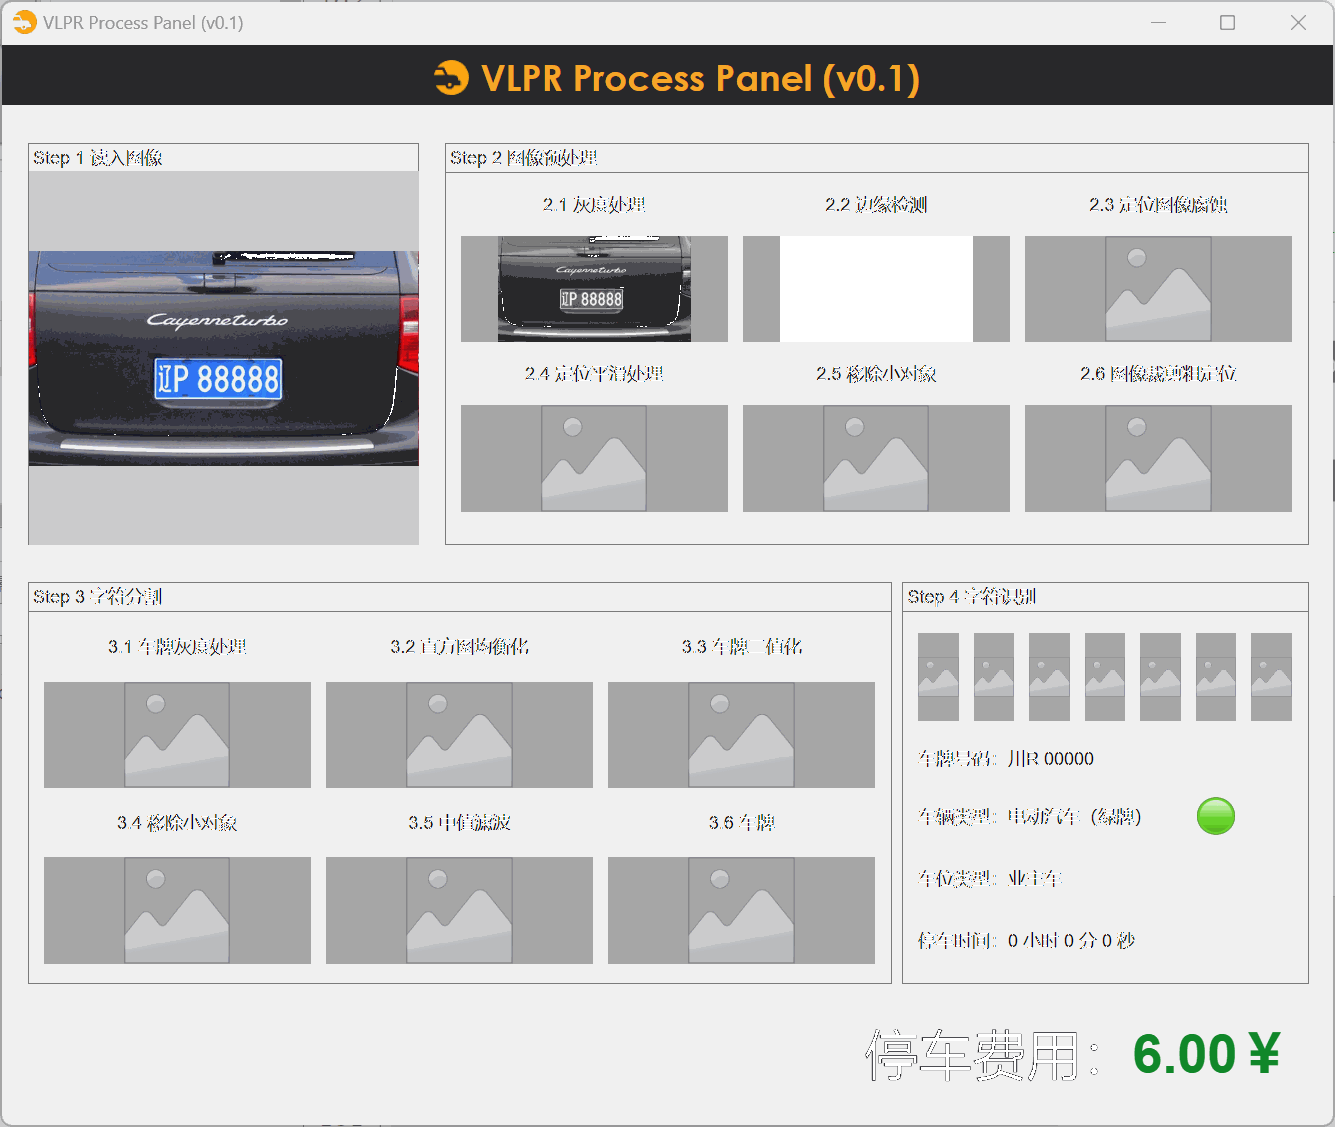 VLPR Process Panel (v0.1)
VLPR Process Panel (v0.1)
Step 1 读入图像
Cayenneturbo
辽P 88888
Step 2 图像预处理
2.1 灰度处理
2.2 边缘检测
2.3 定位图像腐蚀
Cayenneturbo
辽P 88888
2.4 定位平滑处理
2.5 移除小对象
2.6 图像裁剪粗定位
Step 3 字符分割
3.1 车牌灰度处理
3.2 直方图均衡化
3.3 车牌二值化
3.4 移除小对象
3.5 中值滤波
3.6 车牌
Step 4 字符识别
车牌号码： 川R 00000
车辆类型： 电动汽车（绿牌）
车位类型： 业主车
停车时间： 0 小时 0 分 0 秒
停车费用： 6.00 ¥